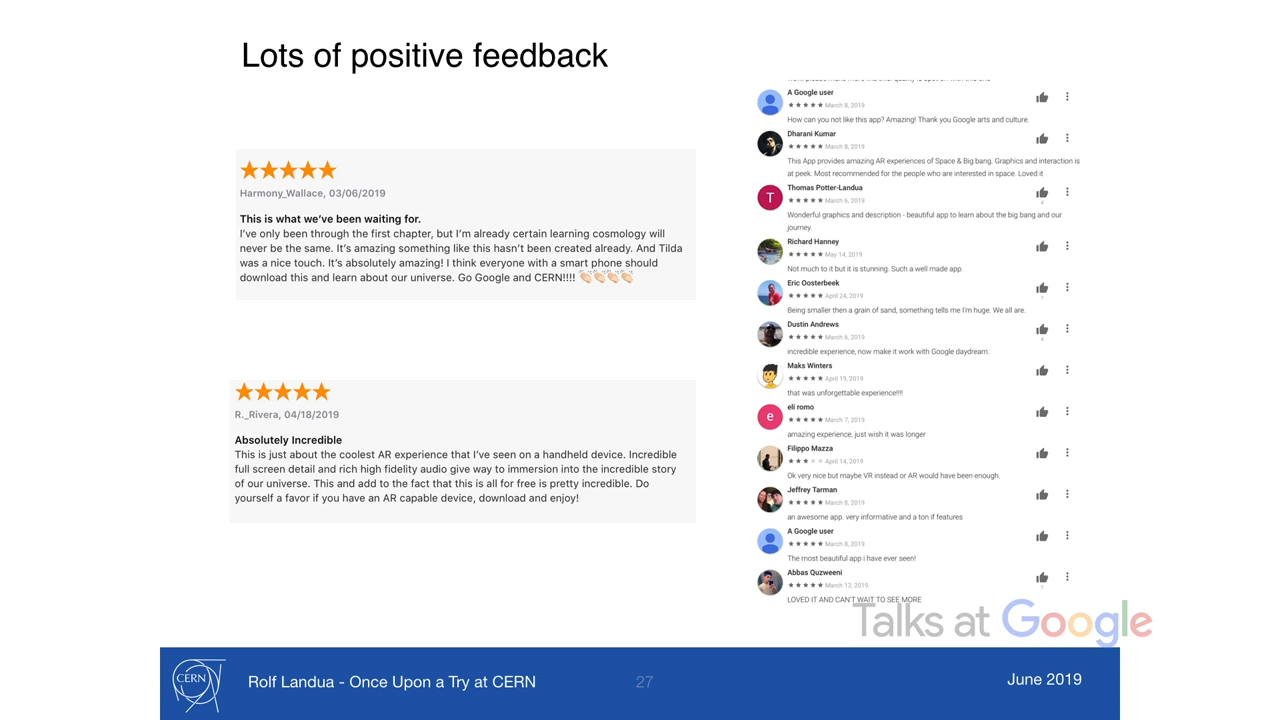 Lots of positive feedback
Harmony_Wallace, 03/06/2019
This is what we've been waiting for.
I've only been through the first chapter, but I'm already certain learning cosmology will
never be the same. It's amazing something like this hasn't been created already. And Tilda
was a nice touch. It's absolutely amazing! I think everyone with a smart phone should
download this and learn about our universe. Go Google and CERN!!!! 👏🏻👏🏻👏🏻👏🏻
R._Rivera, 04/18/2019
Absolutely Incredible
This is just about the coolest AR experience that I've seen on a handheld device. Incredible
full screen detail and rich high fidelity audio give way to immersion into the incredible story
of our universe. This and add to the fact that this is all for free is pretty incredible. Do
yourself a favor if you have an AR capable device, download and enjoy!
A Google user
March 8, 2019
How can you not like this app? Amazing! Thank you Google arts and culture.
Dharani Kumar
March 8, 2019
This App provides amazing AR experiences of Space & Big bang. Graphics and interaction is
at peek. Most recommended for the people who are interested in space. Loved it
T
Thomas Potter-Landua
March 6, 2019
4
Wonderful graphics and description - beautiful app to learn about the big bang and our
journey.
Richard Hanney
May 14, 2019
Not much to it but it is stunning. Such a well made app.
Eric Oosterbeek
April 24, 2019
1
Being smaller then a grain of sand, something tells me I'm huge. We all are.
Dustin Andrews
March 6, 2019
4
incredible experience, now make it work with Google daydream.
Maks Winters
April 19, 2019
that was unforgettable experience!!!!
e
eli romo
March 7, 2019
amazing experience, just wish it was longer
Filippo Mazza
April 14, 2019
Ok very nice but maybe VR instead or AR would have been enough.
Jeffrey Tarman
March 8, 2019
an awesome app. very informative and a ton if features
A Google user
March 8, 2019
The most beautiful app i have ever seen!
Abbas Quzweeni
March 12, 2019
1
LOVED IT AND CAN'T WAIT TO SEE MORE
Talks at Google
CERN
Rolf Landua - Once Upon a Try at CERN
27
June 2019